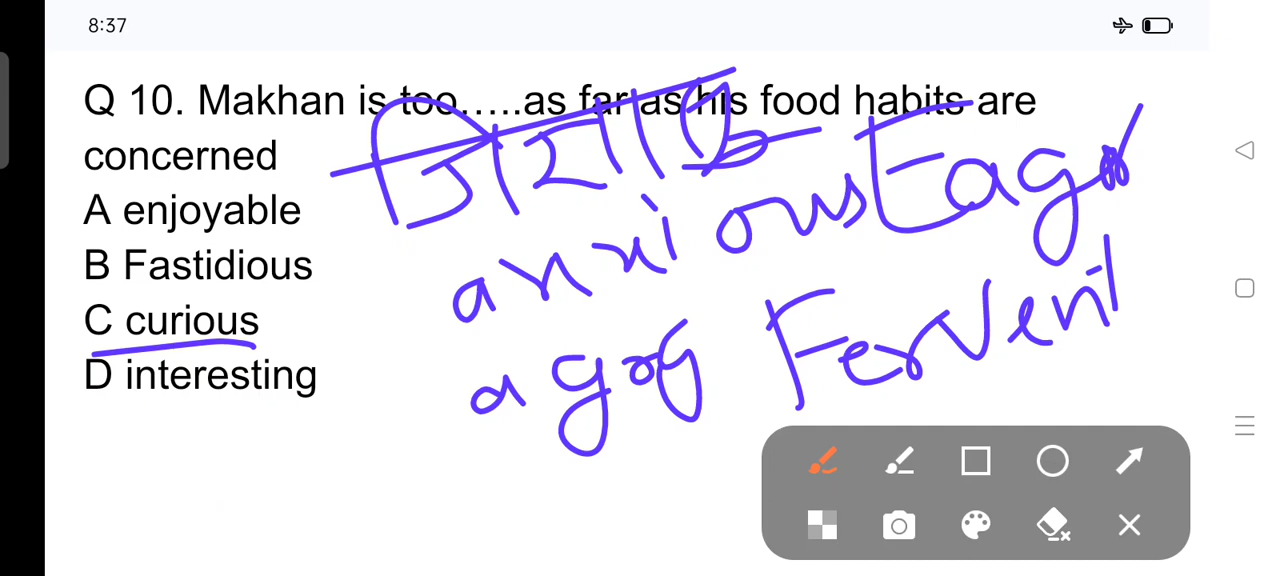 8:37
Q 10. Makhan is too.....as far as his food habits are
concerned
A enjoyable
B Fastidious
C curious
D interesting
anxious Eager
agog Fervent